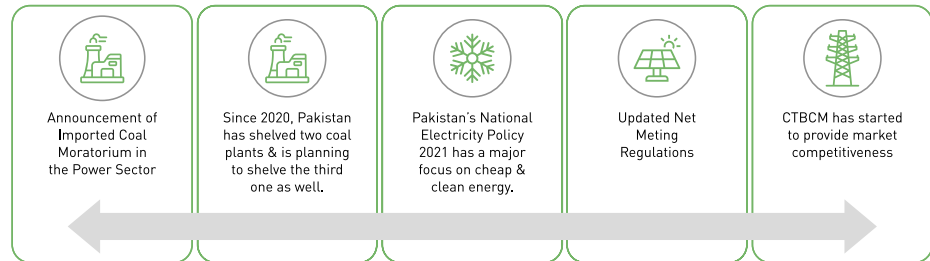 Announcement of
Imported Coal
Moratorium in
the Power Sector
Since 2020, Pakistan
has shelved two coal
plants & is planning
to shelve the third
one as well.
Pakistan's National
Electricity Policy
2021 has a major
focus on cheap &
clean energy.
Updated Net
Meting
Regulations
CTBCM has started
to provide market
competitiveness